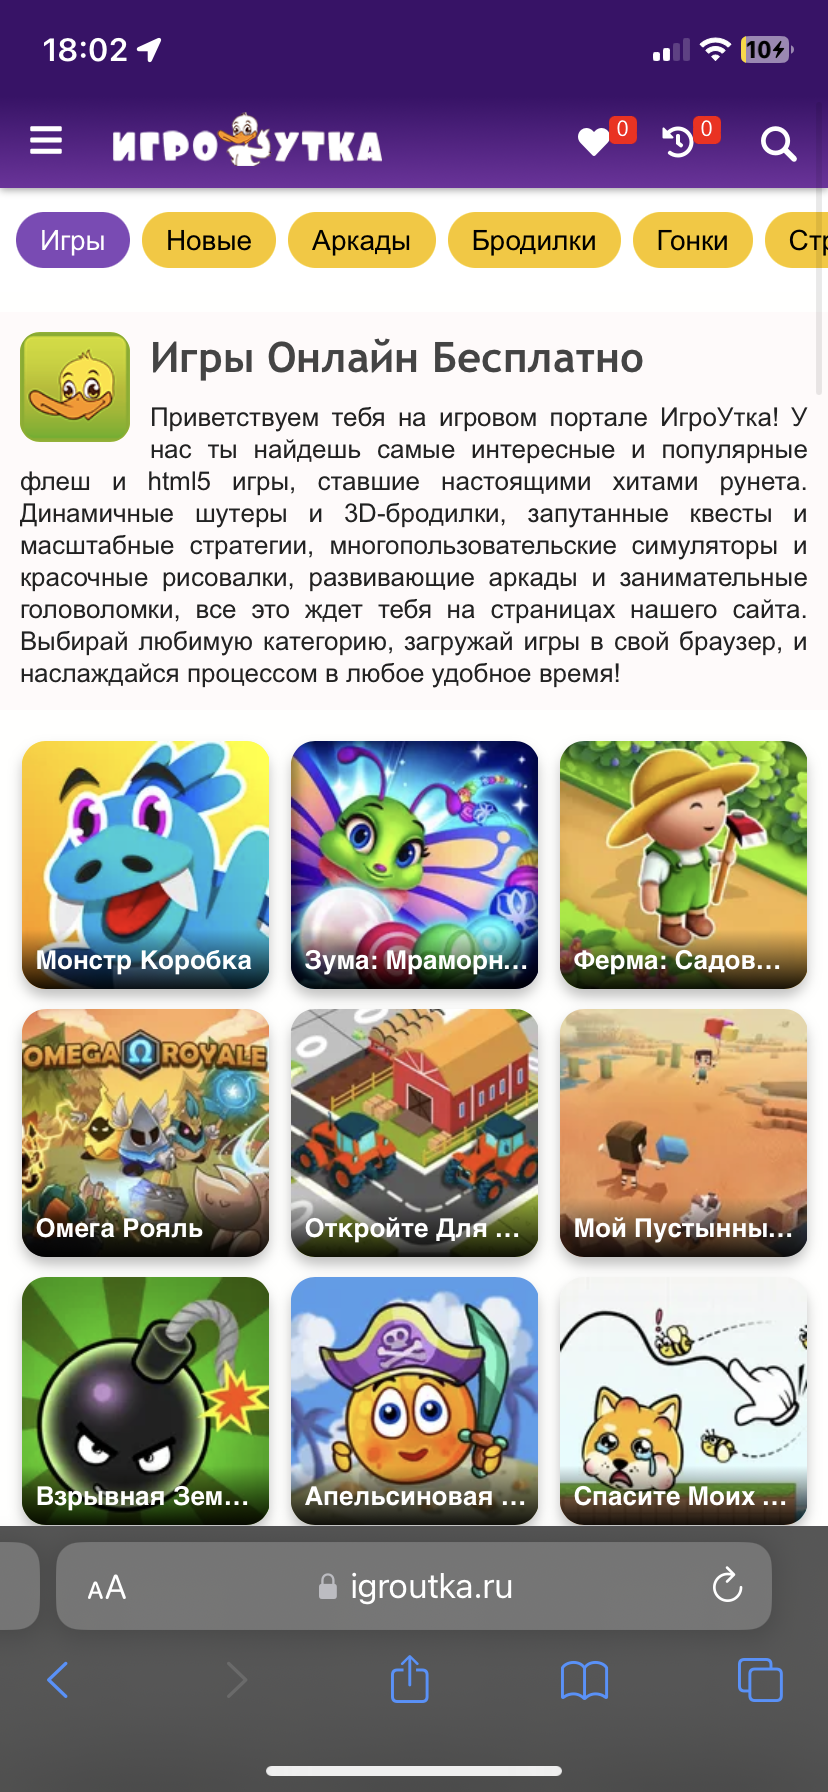 18:02
10
ИГРОУТКА
0
0
Игры
Новые
Аркады
Бродилки
Гонки
Стр
Игры Онлайн Бесплатно
Приветствуем тебя на игровом портале ИгроУтка! У
нас ты найдешь самые интересные и популярные
флеш и html5 игры, ставшие настоящими хитами рунета.
Динамичные шутеры и 3D-бродилки, запутанные квесты и
масштабные стратегии, многопользовательские симуляторы и
красочные рисовалки, развивающие аркады и занимательные
головоломки, все это ждет тебя на страницах нашего сайта.
Выбирай любимую категорию, загружай игры в свой браузер, и
наслаждайся процессом в любое удобное время!
Монстр Коробка
Зума: Мраморн...
Ферма: Садов...
OMEGA Ω ROYALE
Омега Рояль
Откройте Для ...
Мой Пустынны...
Взрывная Зем...
Апельсиновая ...
Спасите Моих ...
AA
igroutka.ru